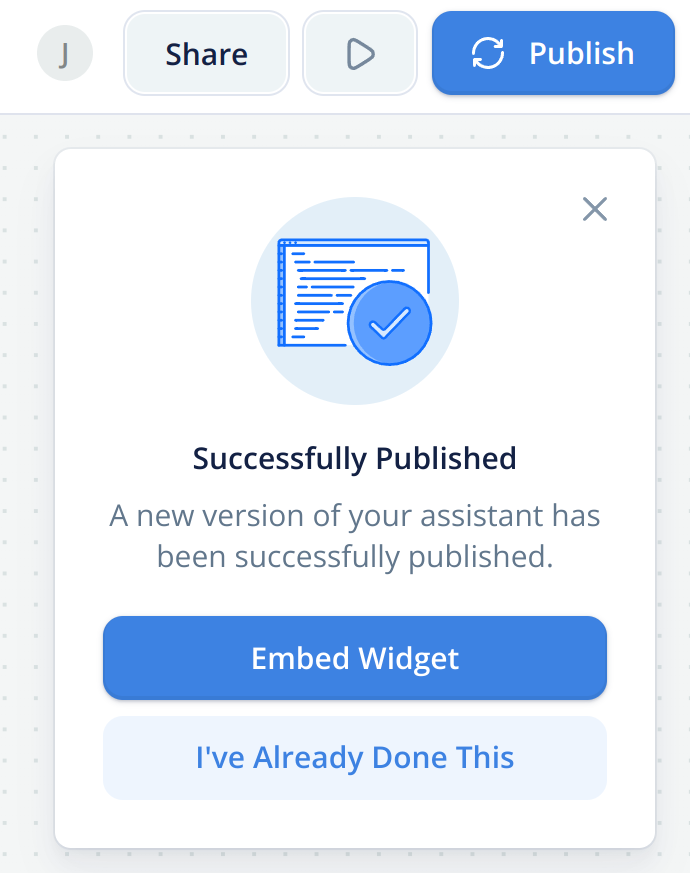 J
Share
Publish
Successfully Published
A new version of your assistant has
been successfully published.
Embed Widget
I've Already Done This